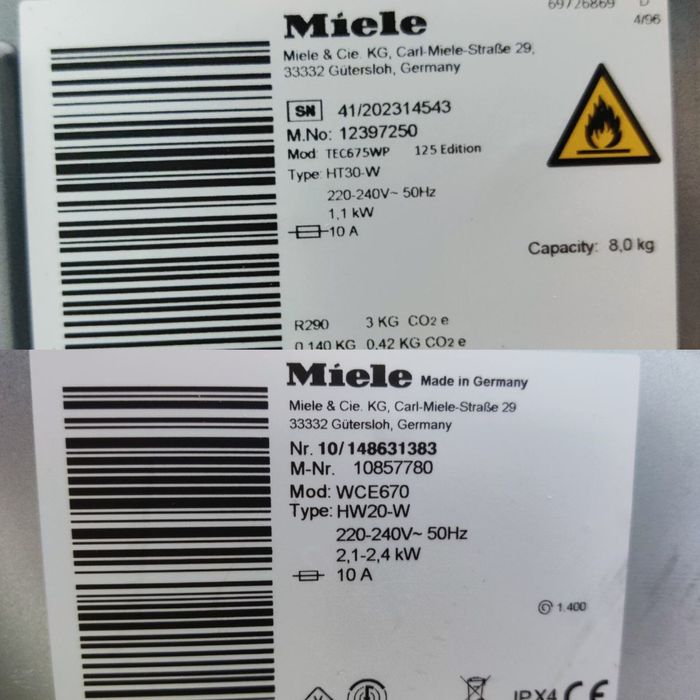 69726869 D
4/96
Miele
Miele & Cie. KG, Carl-Miele-Straße 29,
33332 Gütersloh, Germany
SN 41/202314543
M.No: 12397250
Mod: TEC675WP 125 Edition
Type: HT30-W
220-240V~ 50Hz
1,1 kW
10 A
Capacity: 8,0 kg
R290 3 KG CO2 e
0,140 KG 0,42 KG CO2 e
Miele Made in Germany
Miele & Cie. KG, Carl-Miele-Straße 29
33332 Gütersloh, Germany
Nr. 10/148631383
M-Nr. 10857780
Mod: WCE670
Type: HW20-W
220-240V~ 50Hz
2,1-2,4 kW
10 A
1.400
IPX4 CE